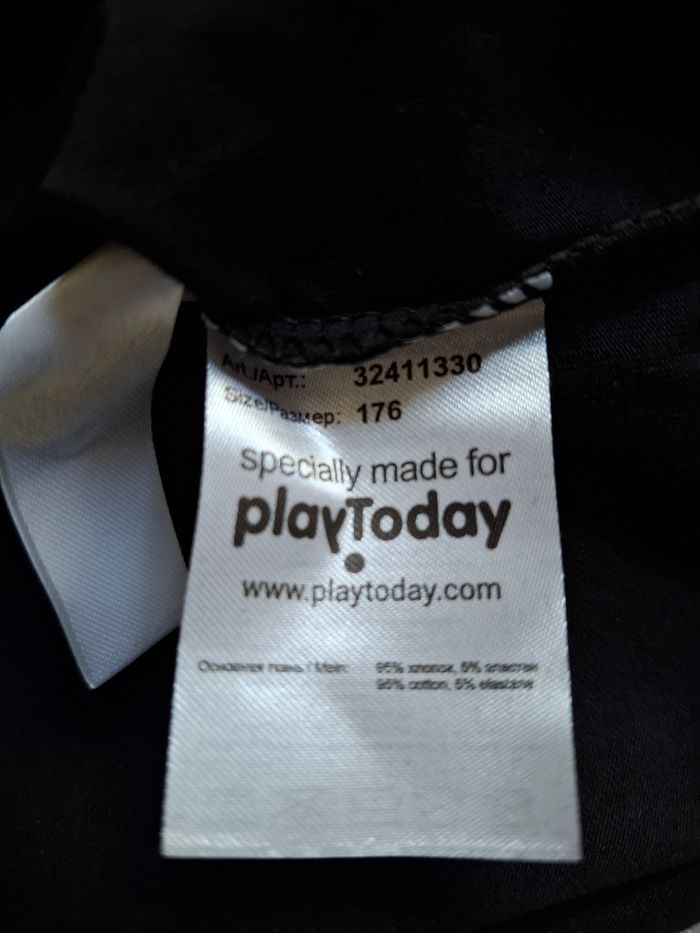 Art./Арт.: 32411330
Size/Размер: 176
specially made for
playToday
www.playtoday.com
Основная ткань / Main: 95% хлопок, 5% эластан
95% cotton, 5% elastane